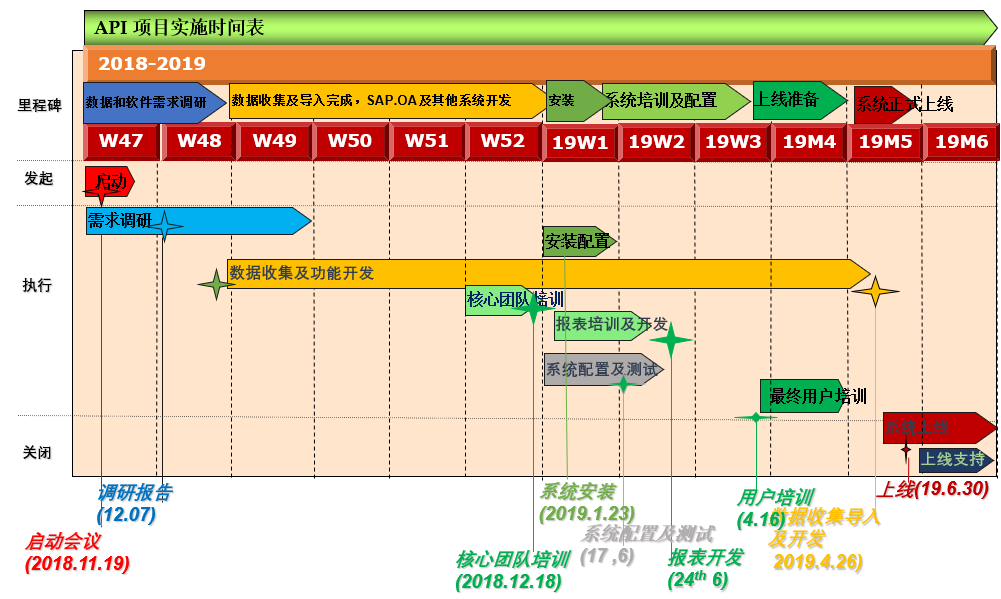 API 项目实施时间表
2018-2019
里程碑
数据和软件需求调研
数据收集及导入完成，SAP.OA及其他系统开发
安装
系统培训及配置
上线准备
系统正式上线
W47 W48 W49 W50 W51 W52 19W1 19W2 19W3 19M4 19M5 19M6
发起
启动
需求调研
安装配置
执行
数据收集及功能开发
核心团队培训
报表培训及开发
系统配置及测试
最终用户培训
关闭
系统上线
上线支持
调研报告
(12.07)
启动会议
(2018.11.19)
系统安装
(2019.1.23)
系统配置及测试
(17 ,6)
核心团队培训
(2018.12.18)
报表开发
(24th 6)
用户培训
(4.16)
数据收集导入
及开发
2019.4.26)
上线(19.6.30)